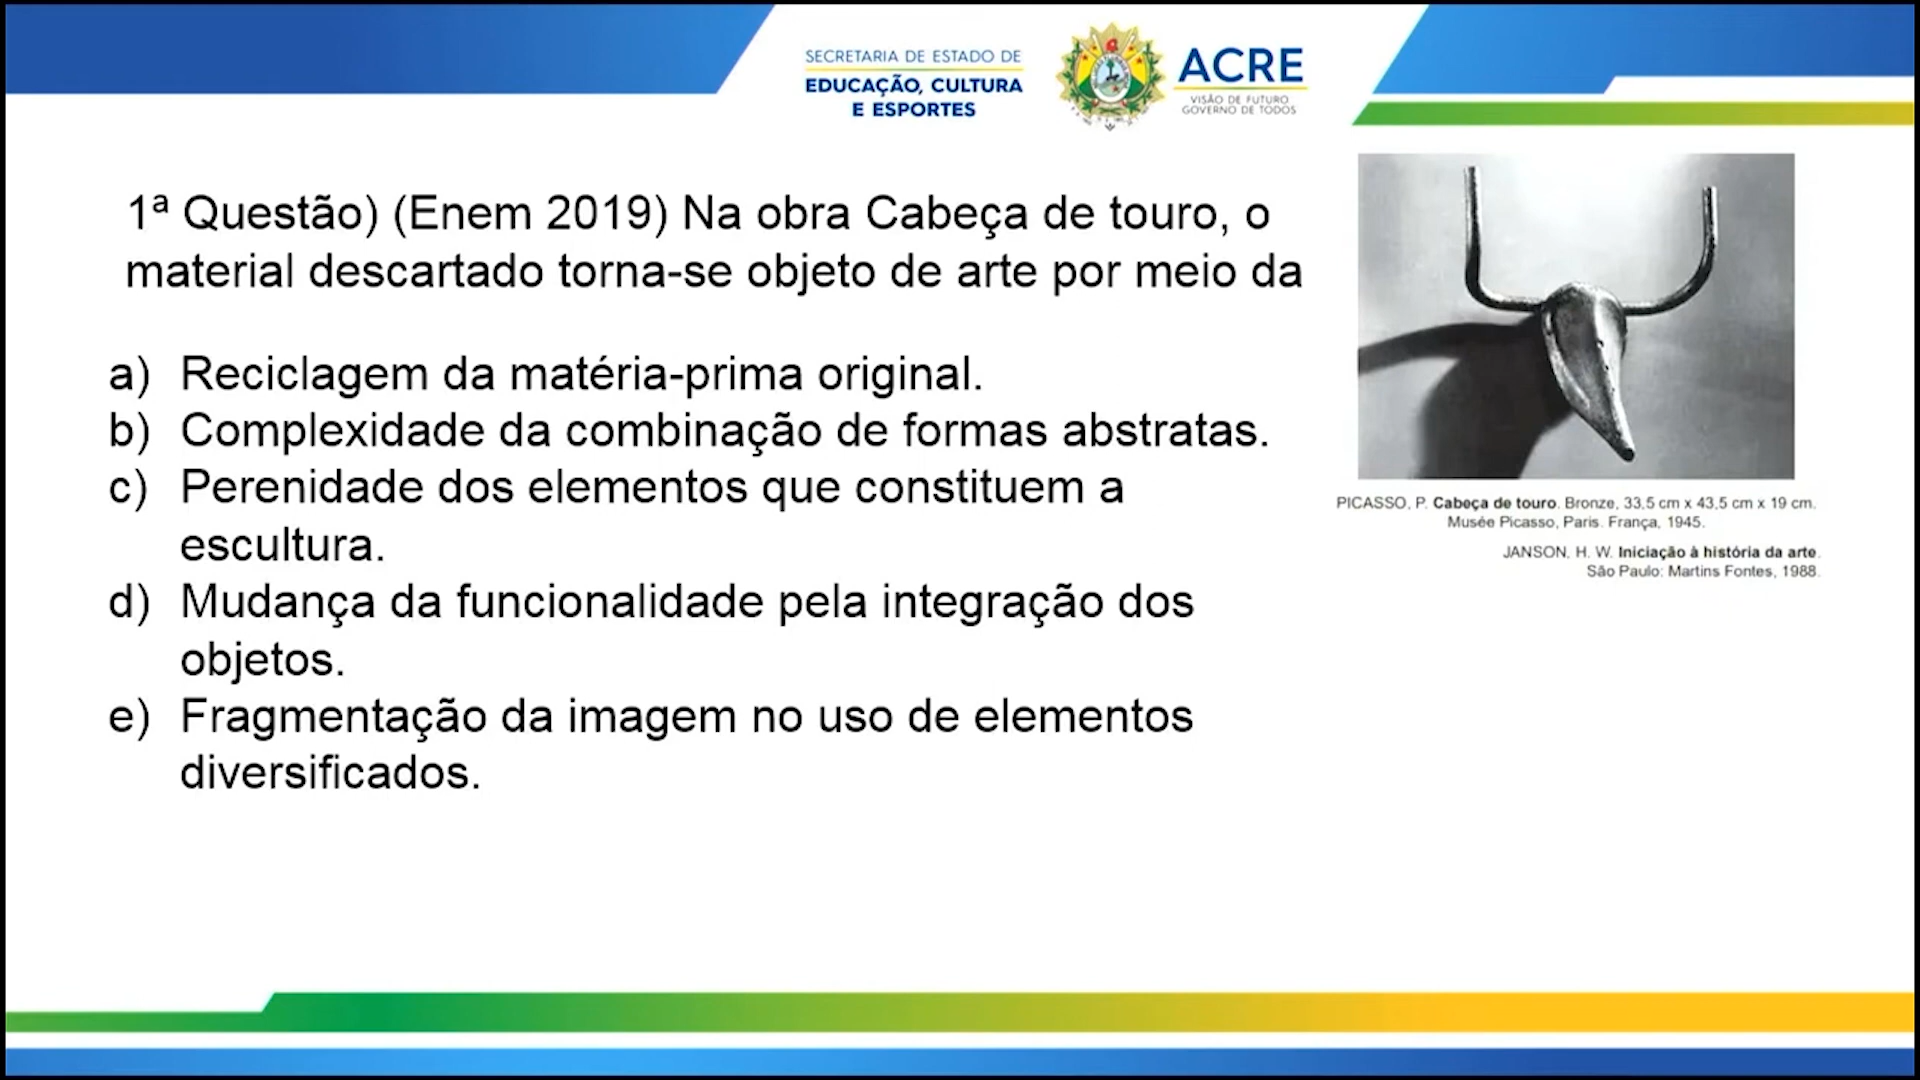 SECRETARIA DE ESTADO DE
EDUCAÇÃO, CULTURA
E ESPORTES
ACRE
VISÃO DE FUTURO
GOVERNO DE TODOS
1ª Questão) (Enem 2019) Na obra Cabeça de touro, o
material descartado torna-se objeto de arte por meio da
a) Reciclagem da matéria-prima original.
b) Complexidade da combinação de formas abstratas.
c) Perenidade dos elementos que constituem a
escultura.
d) Mudança da funcionalidade pela integração dos
objetos.
e) Fragmentação da imagem no uso de elementos
diversificados.
PICASSO, P. Cabeça de touro. Bronze, 33,5 cm x 43,5 cm x 19 cm.
Musée Picasso, Paris. França, 1945.
JANSON, H. W. Iniciação à história da arte.
São Paulo: Martins Fontes, 1988.